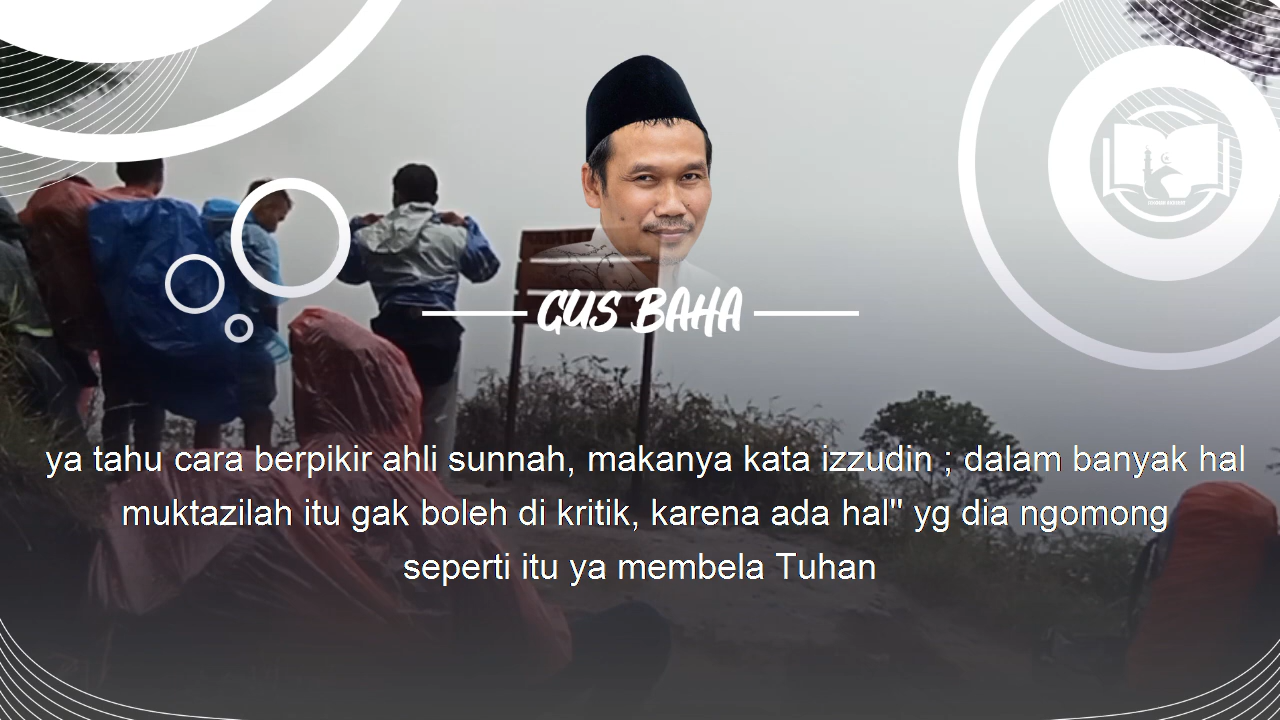 GUS BAHA
ya tahu cara berpikir ahli sunnah, makanya kata izzudin ; dalam banyak hal
muktazilah itu gak boleh di kritik, karena ada hal" yg dia ngomong
seperti itu ya membela Tuhan